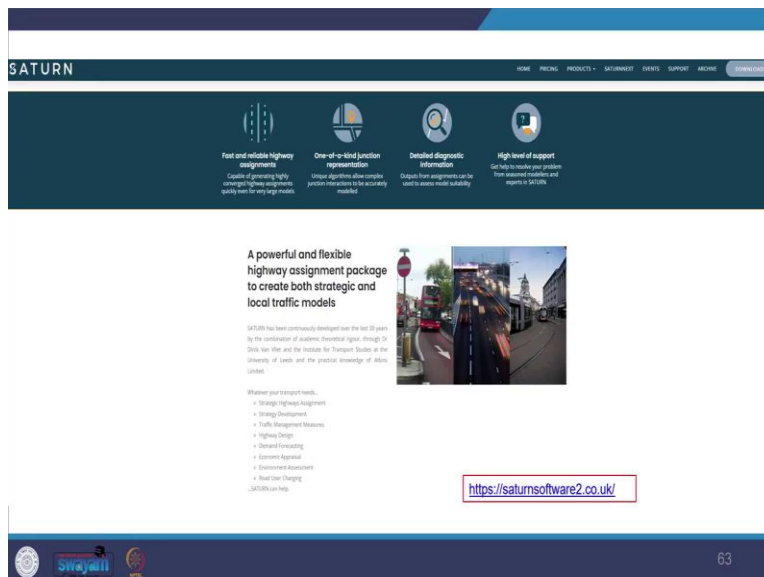 SATURN
HOME PRICING PRODUCTS SATURNNEXT EVENTS SUPPORT ARCHIVE DOWNLOAD
Fast and reliable highway
assignments
Capable of generating highly
converged highway assignments
quickly even for very large models
One-of-a-kind junction
representation
Unique algorithms allow complex
junction interactions to be accurately
modelled
Detailed diagnostic
information
Outputs from assignments can be
used to assess model suitability
High level of support
Get help to resolve your problem
from seasoned modellers and
experts in SATURN
A powerful and flexible
highway assignment package
to create both strategic and
local traffic models
SATURN has been continuously developed over the last 30 years
by the combination of academic theoretical rigour, through Dr
Dirck Van Vliet and the Institute for Transport Studies at the
University of Leeds and the practical knowledge of Atkins
Limited.
Whatever your transport needs...
Strategic Highways Assignment
Strategy Development
Traffic Management Measures
Highway Design
Demand Forecasting
Economic Appraisal
Environment Assessment
Road User Charging
...SATURN can help.
https://saturnsoftware2.co.uk/
swayam
63